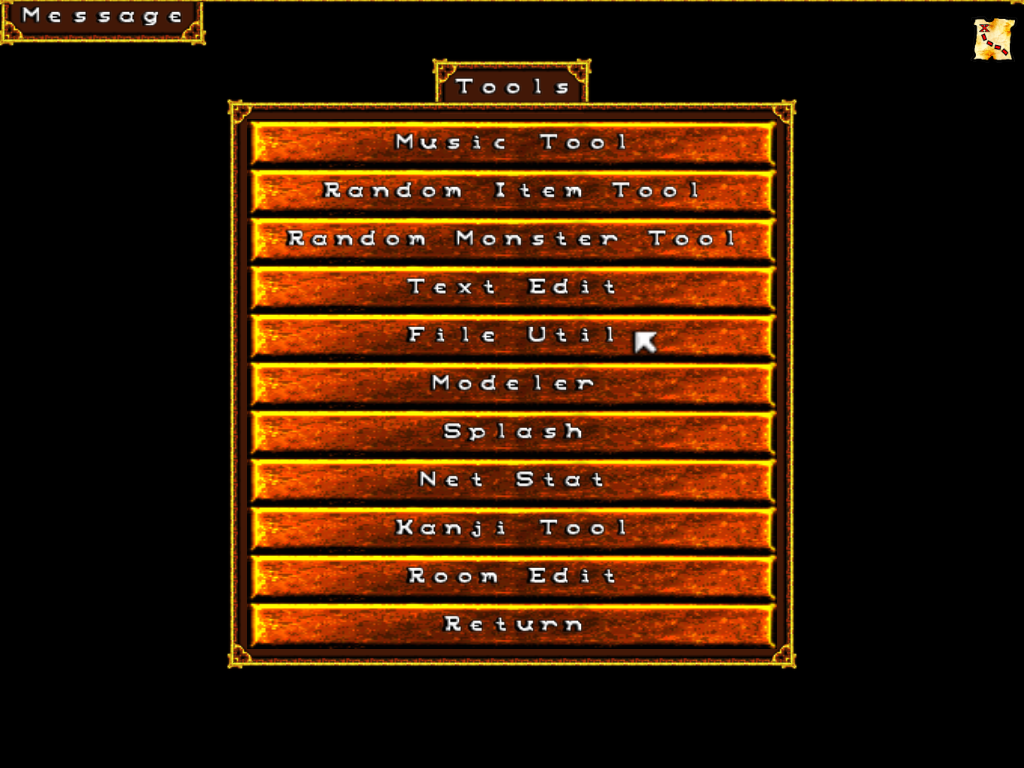 Message
Tools
Music Tool
Random Item Tool
Random Monster Tool
Text Edit
File Util
Modeler
Splash
Net Stat
Kanji Tool
Room Edit
Return